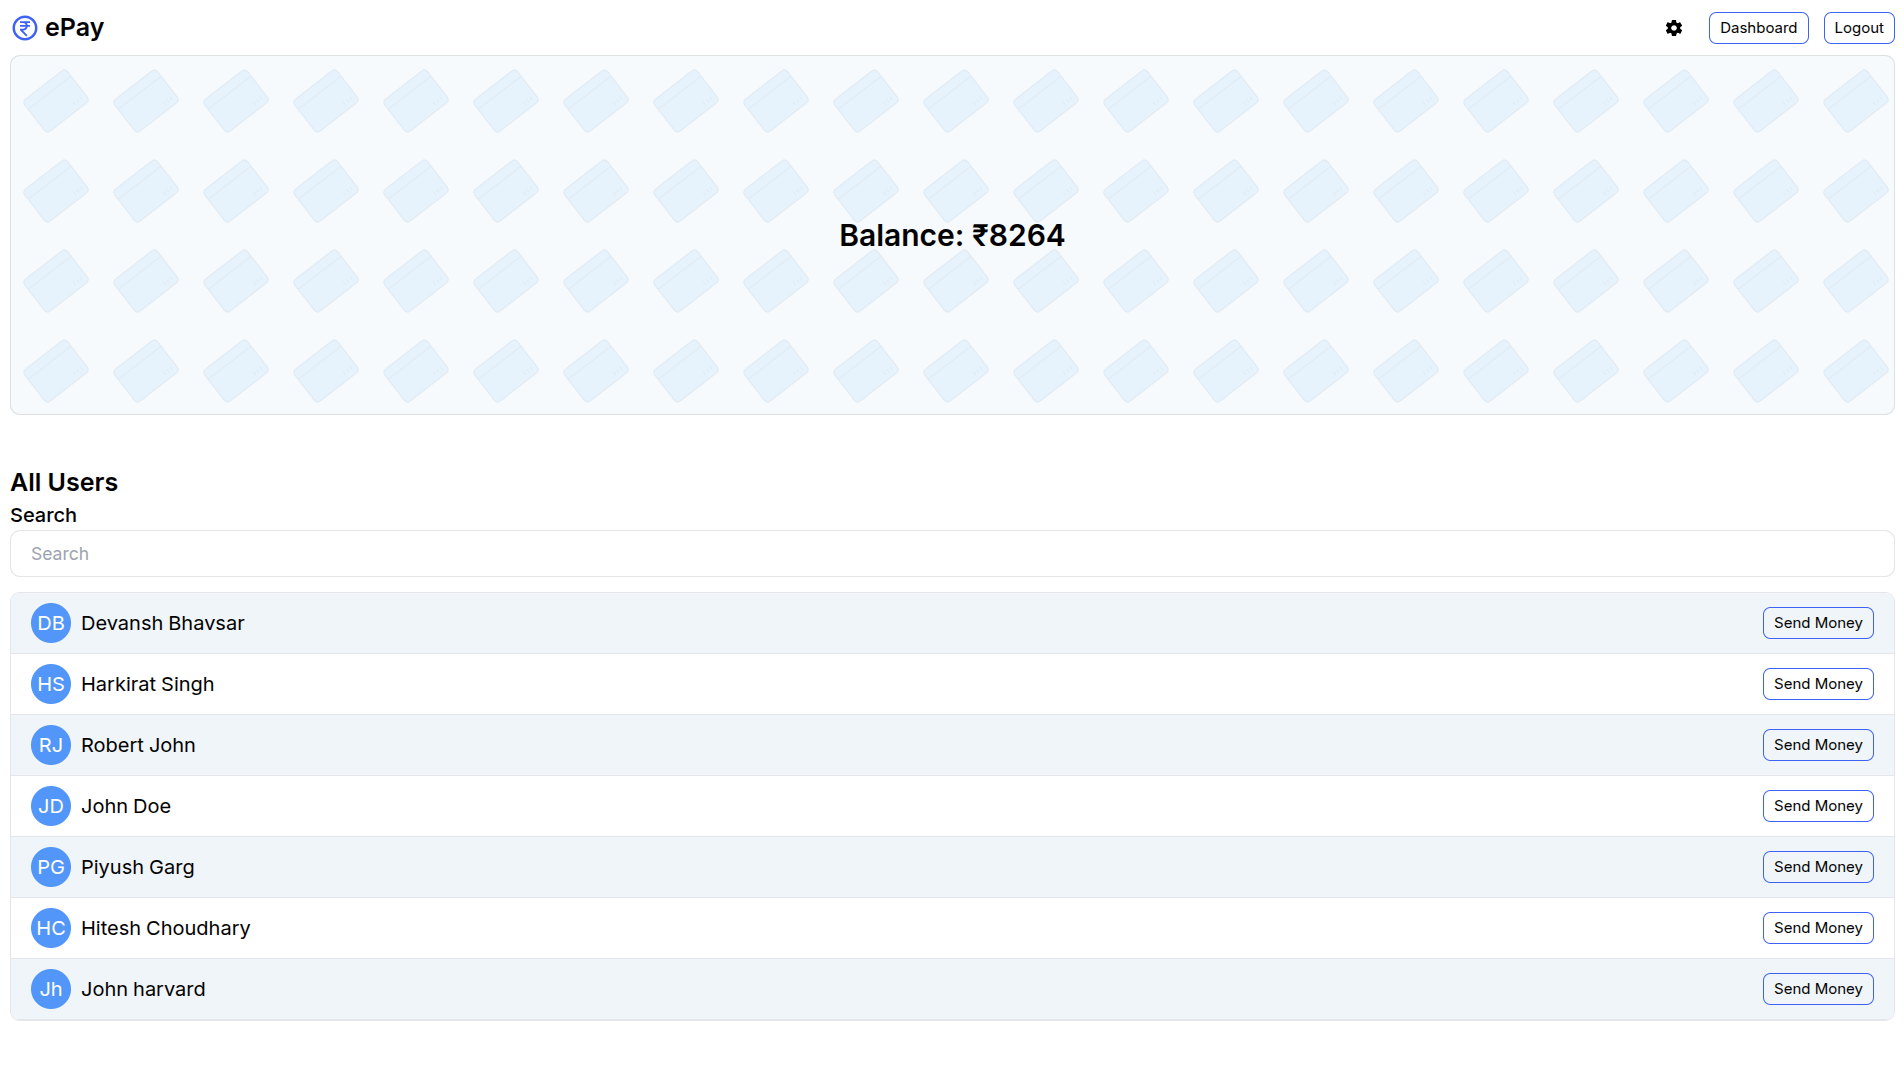 ePay
Dashboard
Logout
Balance: ₹8264
All Users
Search
Search
DB Devansh Bhavsar Send Money
HS Harkirat Singh Send Money
RJ Robert John Send Money
JD John Doe Send Money
PG Piyush Garg Send Money
HC Hitesh Choudhary Send Money
Jh John harvard Send Money